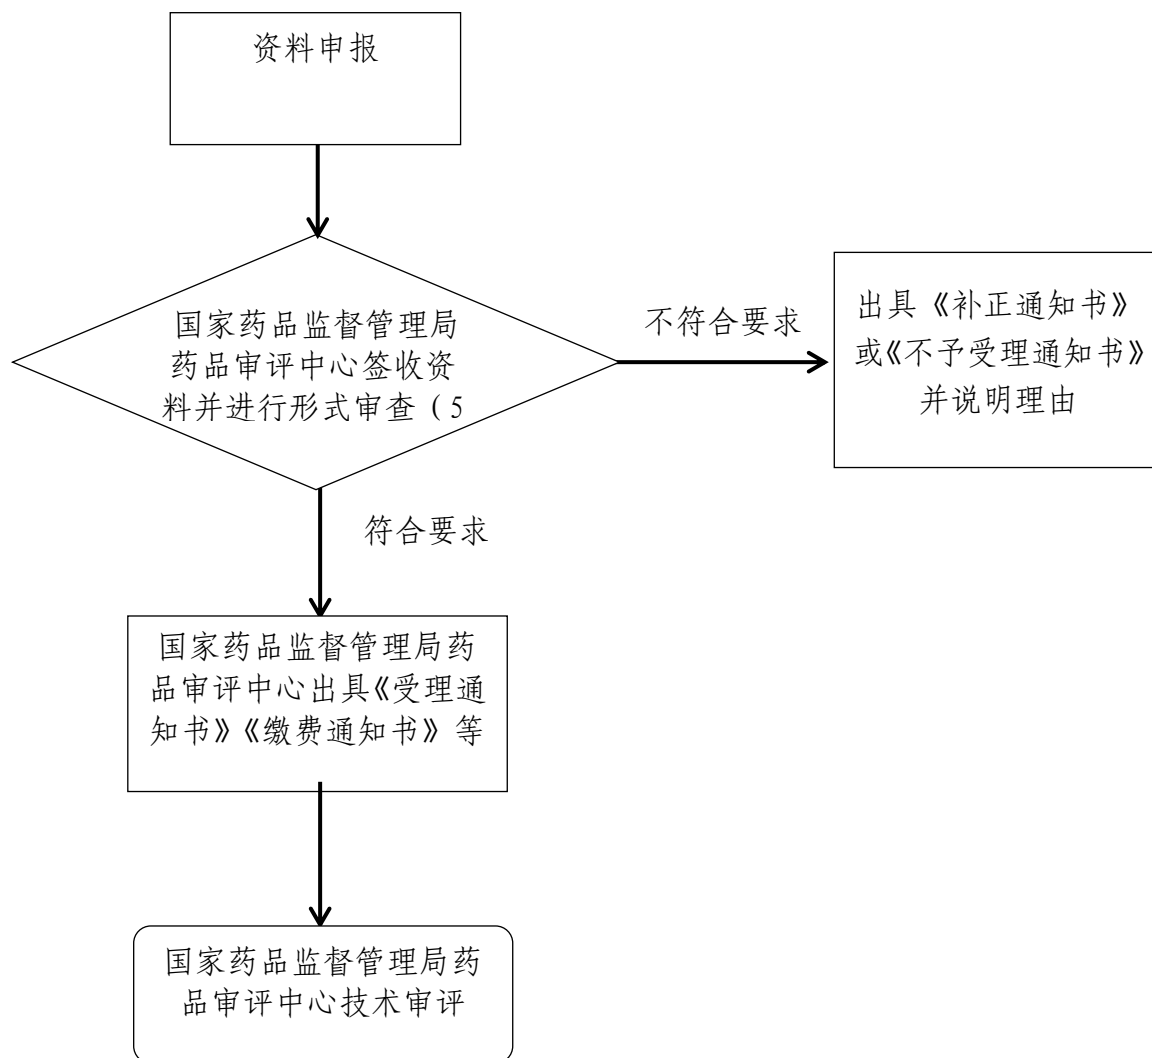 资料申报
国家药品监督管理局
药品审评中心签收资
料并进行形式审查（5
不符合要求
出具《补正通知书》
或《不予受理通知书》
并说明理由
符合要求
国家药品监督管理局药
品审评中心出具《受理通
知书》《缴费通知书》等
国家药品监督管理局药
品审评中心技术审评